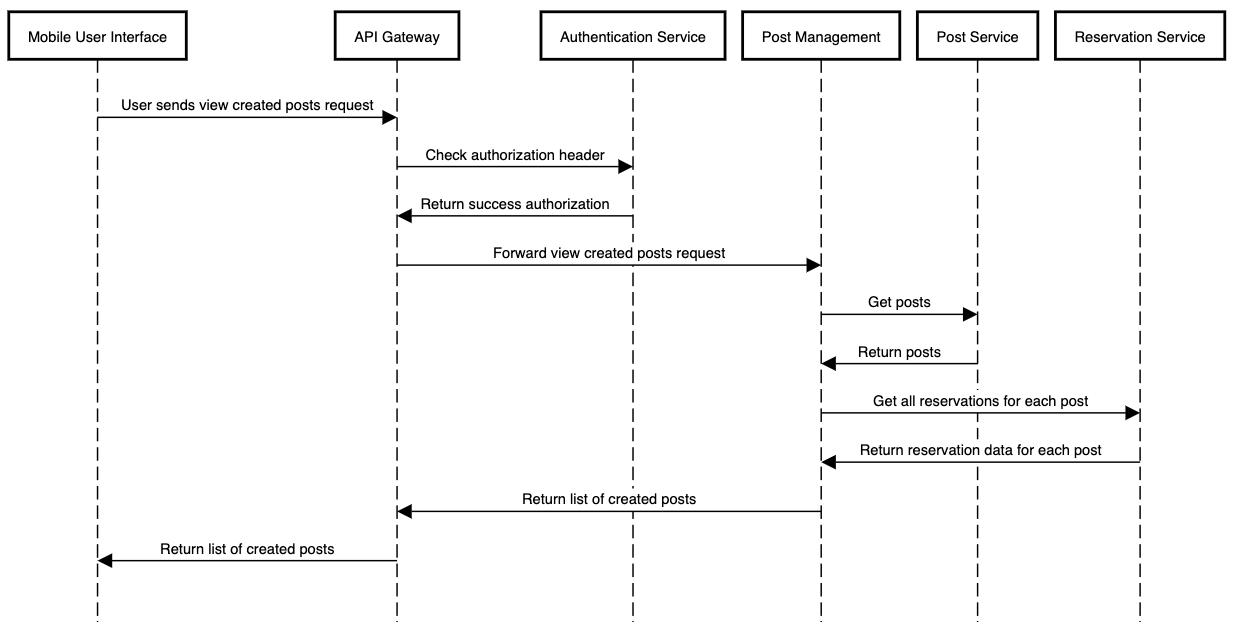 Mobile User Interface
API Gateway
Authentication Service
Post Management
Post Service
Reservation Service
User sends view created posts request
Check authorization header
Return success authorization
Forward view created posts request
Get posts
Return posts
Get all reservations for each post
Return reservation data for each post
Return list of created posts
Return list of created posts